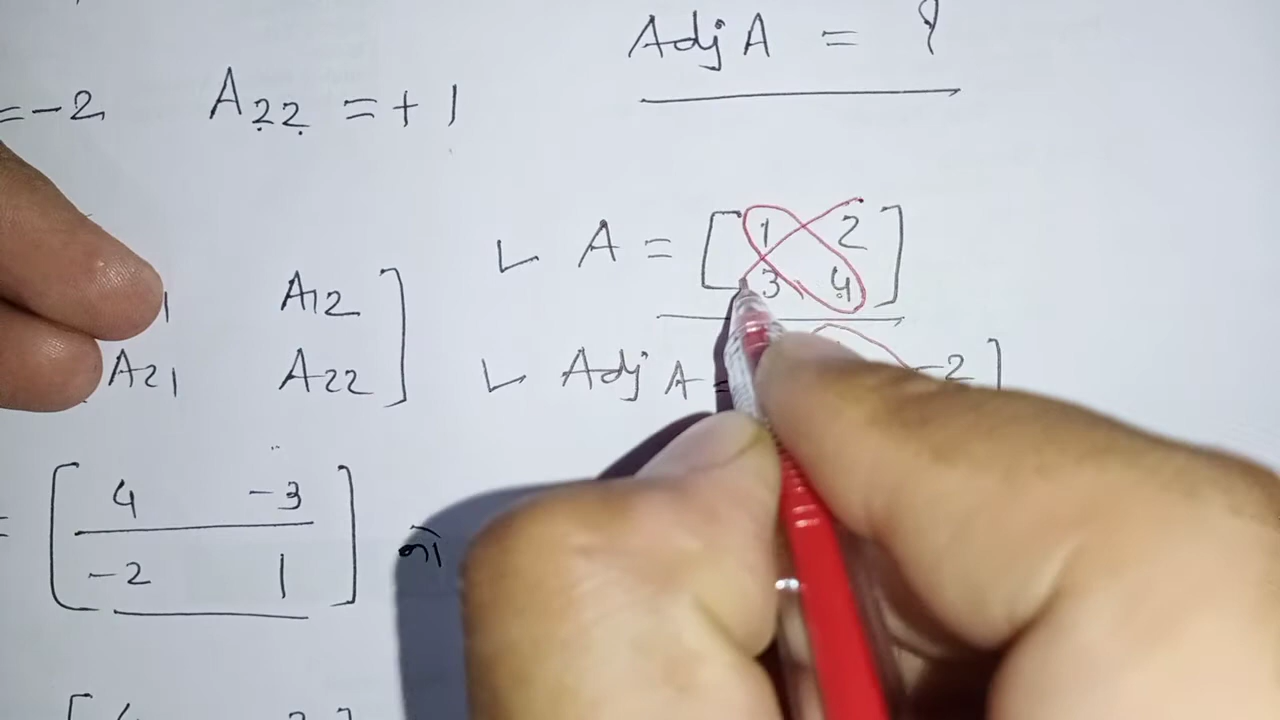 Adj A = ?
= -2 A22 = +1
A = [ 1 2
3 4 ]
A12 ]
A21 A22 ]
Adj A = -2 ]
= [ 4 -3
-2 1 ]